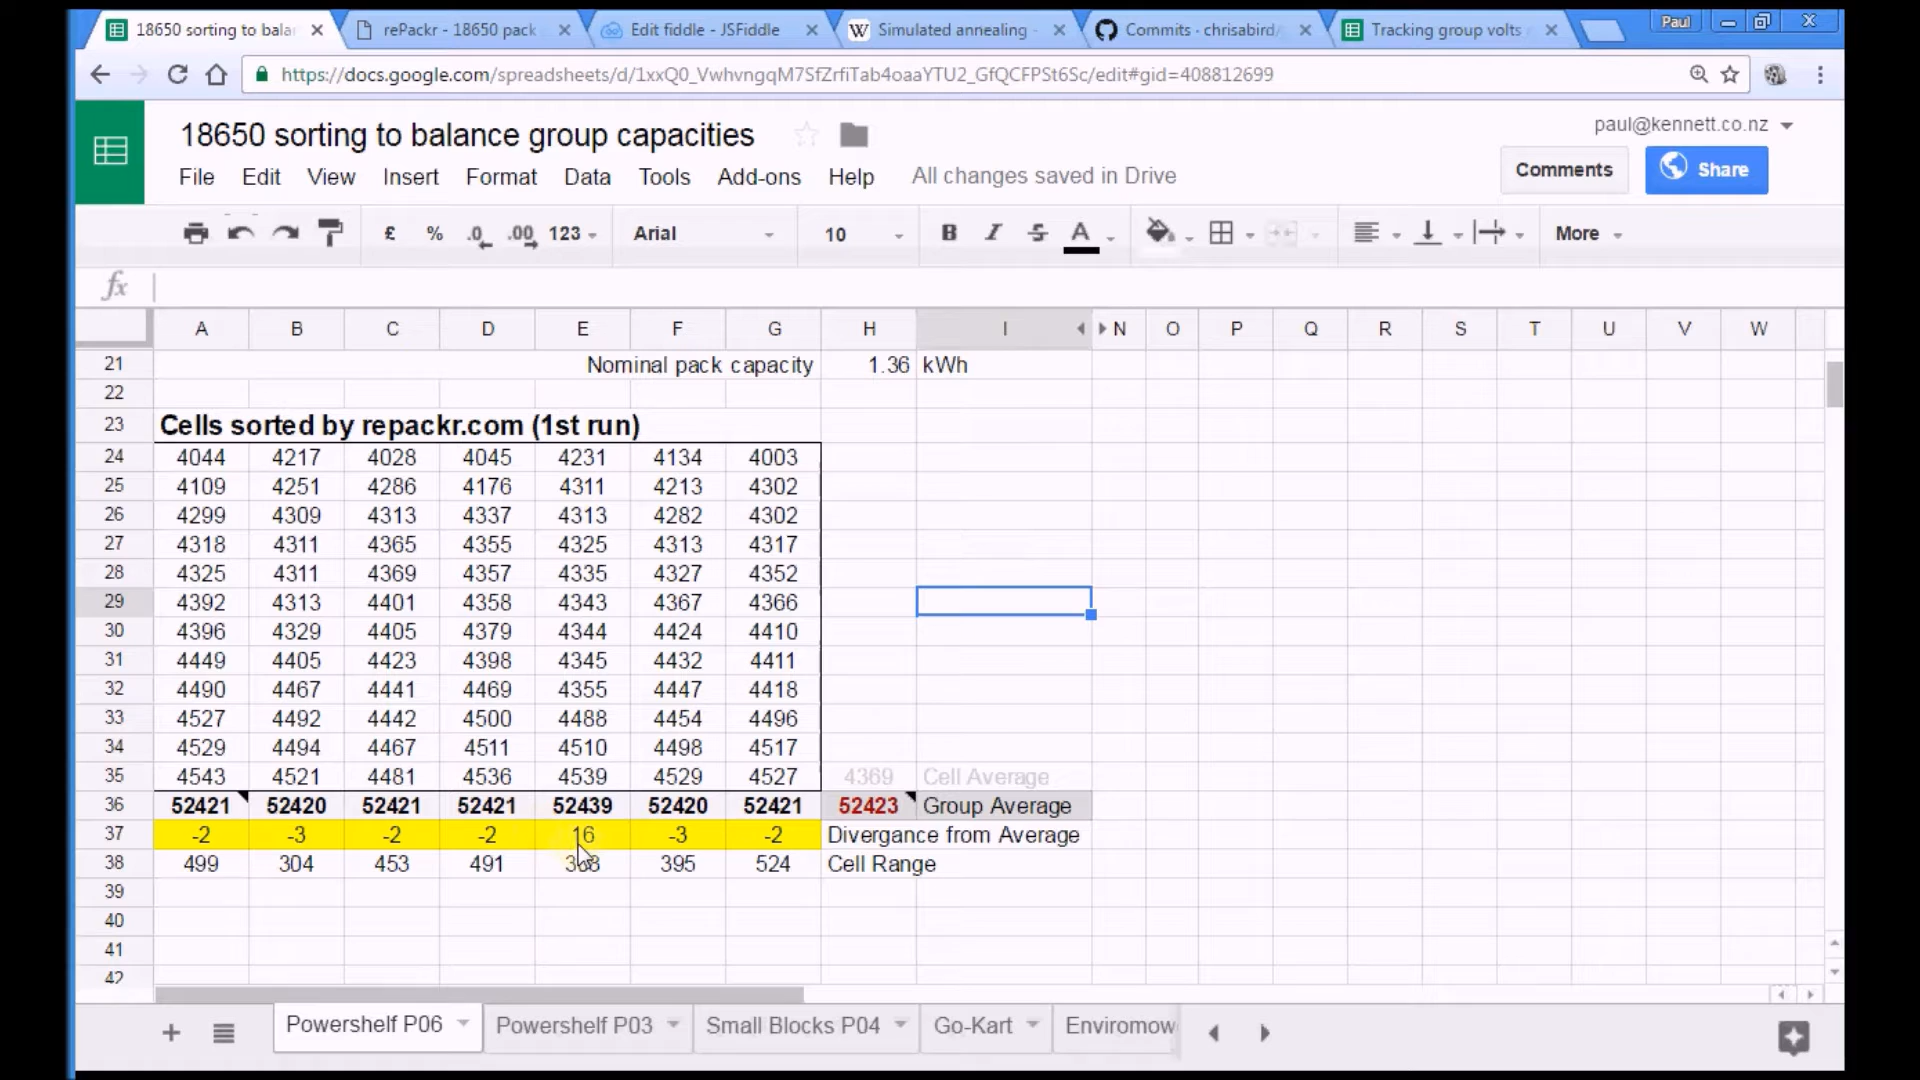 18650 sorting to bala
rePackr - 18650 pack
Edit fiddle - JSFiddle
W Simulated annealing -
Commits · chrisabird/
Tracking group volts
Paul
https://docs.google.com/spreadsheets/d/1xxQ0_VwhvngqM7SfZrfiTab4oaaYTU2_GfQCFPSt6Sc/edit#gid=408812699
18650 sorting to balance group capacities
paul@kennett.co.nz
File Edit View Insert Format Data Tools Add-ons Help All changes saved in Drive
Comments Share
£ % .0 .00 123 Arial 10 B I S A More
fx
A B C D E F G H I N O P Q R S T U V W
21 Nominal pack capacity 1.36 kWh
22
23 Cells sorted by repackr.com (1st run)
24 4044 4217 4028 4045 4231 4134 4003
25 4109 4251 4286 4176 4311 4213 4302
26 4299 4309 4313 4337 4313 4282 4302
27 4318 4311 4365 4355 4325 4313 4317
28 4325 4311 4369 4357 4335 4327 4352
29 4392 4313 4401 4358 4343 4367 4366
30 4396 4329 4405 4379 4344 4424 4410
31 4449 4405 4423 4398 4345 4432 4411
32 4490 4467 4441 4469 4355 4447 4418
33 4527 4492 4442 4500 4488 4454 4496
34 4529 4494 4467 4511 4510 4498 4517
35 4543 4521 4481 4536 4539 4529 4527 4369 Cell Average
36 52421 52420 52421 52421 52439 52420 52421 52423 Group Average
37 -2 -3 -2 -2 16 -3 -2 Divergance from Average
38 499 304 453 491 395 524 Cell Range
39
40
41
42
Powershelf P06 Powershelf P03 Small Blocks P04 Go-Kart Enviromow